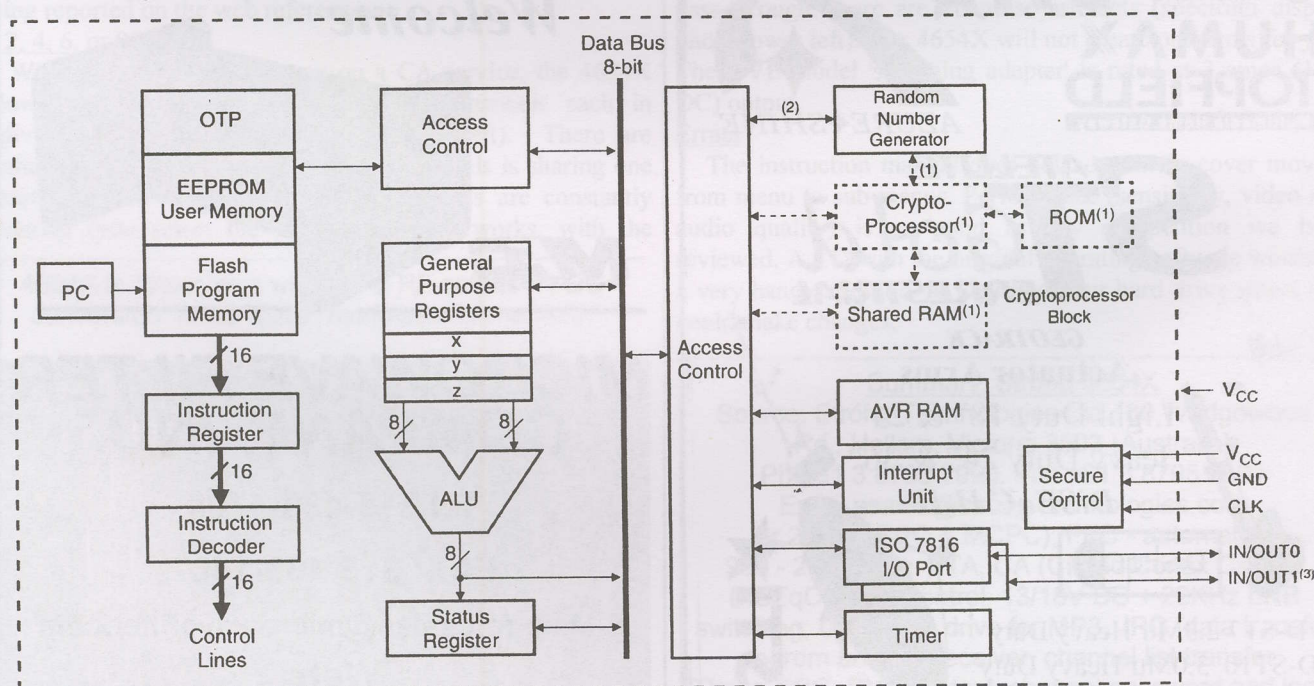 Data Bus
8-bit
OTP
EEPROM
User Memory
Flash
Program
Memory
PC
16
Instruction
Register
16
Instruction
Decoder
16
Control
Lines
Access
Control
General
Purpose
Registers
x
y
z
8
8
ALU
8
Status
Register
Access
Control
(2)
Random
Number
Generator
(1)
Crypto-
Processor(1)
ROM(1)
Shared RAM(1)
Cryptoprocessor
Block
AVR RAM
Interrupt
Unit
Secure
Control
ISO 7816
I/O Port
Timer
VCC
VCC
GND
CLK
IN/OUT0
IN/OUT1(3)